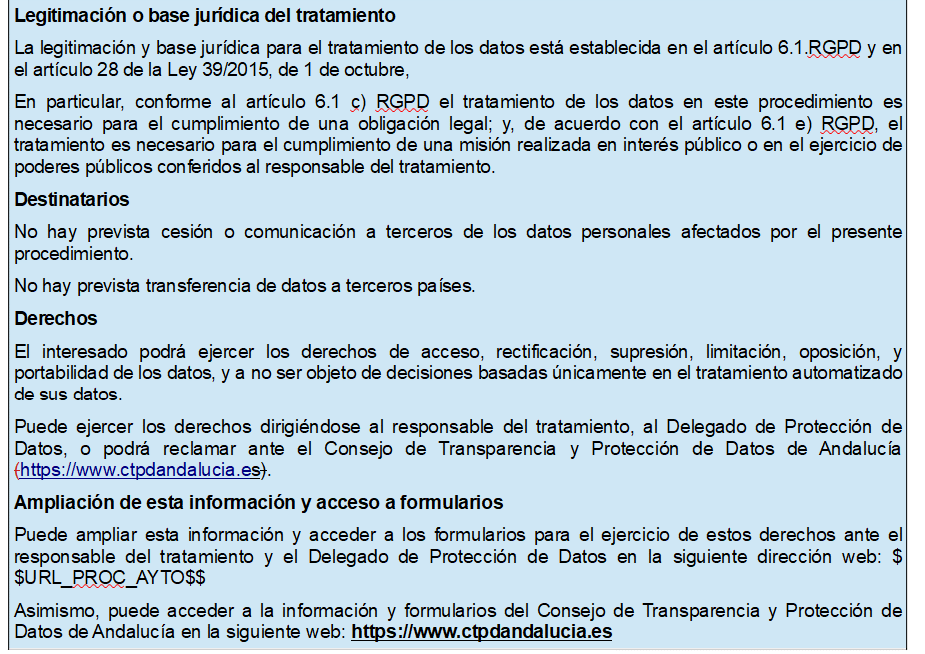 Legitimación o base jurídica del tratamiento
La legitimación y base jurídica para el tratamiento de los datos está establecida en el artículo 6.1.RGPD y en
el artículo 28 de la Ley 39/2015, de 1 de octubre,
En particular, conforme al artículo 6.1 c) RGPD el tratamiento de los datos en este procedimiento es
necesario para el cumplimiento de una obligación legal; y, de acuerdo con el artículo 6.1 e) RGPD, el
tratamiento es necesario para el cumplimiento de una misión realizada en interés público o en el ejercicio de
poderes públicos conferidos al responsable del tratamiento.
Destinatarios
No hay prevista cesión o comunicación a terceros de los datos personales afectados por el presente
procedimiento.
No hay prevista transferencia de datos a terceros países.
Derechos
El interesado podrá ejercer los derechos de acceso, rectificación, supresión, limitación, oposición, y
portabilidad de los datos, y a no ser objeto de decisiones basadas únicamente en el tratamiento automatizado
de sus datos.
Puede ejercer los derechos dirigiéndose al responsable del tratamiento, al Delegado de Protección de
Datos, o podrá reclamar ante el Consejo de Transparencia y Protección de Datos de Andalucía
(https://www.ctpdandalucia.es).
Ampliación de esta información y acceso a formularios
Puede ampliar esta información y acceder a los formularios para el ejercicio de estos derechos ante el
responsable del tratamiento y el Delegado de Protección de Datos en la siguiente dirección web: $
$URL_PROC_AYTO$$
Asimismo, puede acceder a la información y formularios del Consejo de Transparencia y Protección de
Datos de Andalucía en la siguiente web: https://www.ctpdandalucia.es